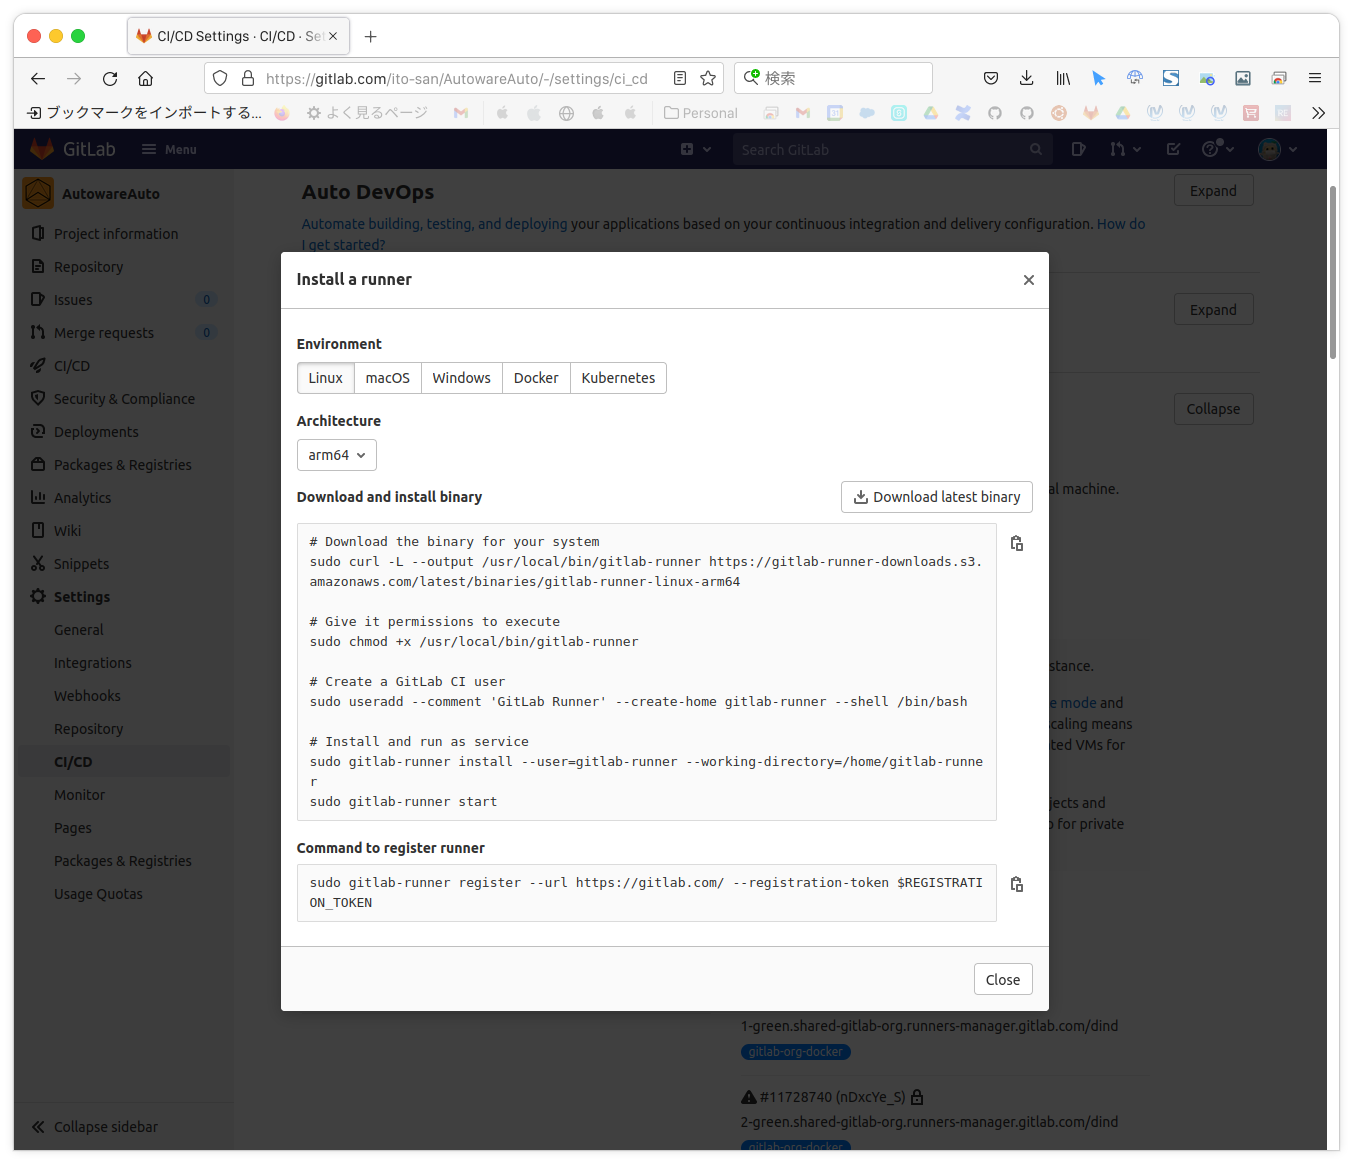 CI/CD Settings · CI/CD · Se
https://gitlab.com/ito-san/AutowareAuto/-/settings/ci_cd
検索
ブックマークをインポートする...
よく見るページ
Personal
GitLab
Menu
Search GitLab
AutowareAuto
Project information
Repository
Issues 0
Merge requests 0
CI/CD
Security & Compliance
Deployments
Packages & Registries
Analytics
Wiki
Snippets
Settings
General
Integrations
Webhooks
Repository
CI/CD
Monitor
Pages
Packages & Registries
Usage Quotas
Collapse sidebar
Auto DevOps
Expand
Automate building, testing, and deploying your applications based on your continuous integration and delivery configuration. How do
I get started?
Expand
Collapse
al machine.
stance.
e mode and
caling means
ted VMs for
jects and
for private
Install a runner
Environment
Linux macOS Windows Docker Kubernetes
Architecture
arm64
Download and install binary
Download latest binary
# Download the binary for your system
sudo curl -L --output /usr/local/bin/gitlab-runner https://gitlab-runner-downloads.s3.
amazonaws.com/latest/binaries/gitlab-runner-linux-arm64
# Give it permissions to execute
sudo chmod +x /usr/local/bin/gitlab-runner
# Create a GitLab CI user
sudo useradd --comment 'GitLab Runner' --create-home gitlab-runner --shell /bin/bash
# Install and run as service
sudo gitlab-runner install --user=gitlab-runner --working-directory=/home/gitlab-runne
r
sudo gitlab-runner start
Command to register runner
sudo gitlab-runner register --url https://gitlab.com/ --registration-token $REGISTRATI
ON_TOKEN
Close
1-green.shared-gitlab-org.runners-manager.gitlab.com/dind
gitlab-org-docker
#11728740 (nDxcYe_S)
2-green.shared-gitlab-org.runners-manager.gitlab.com/dind
gitlab-org-docker